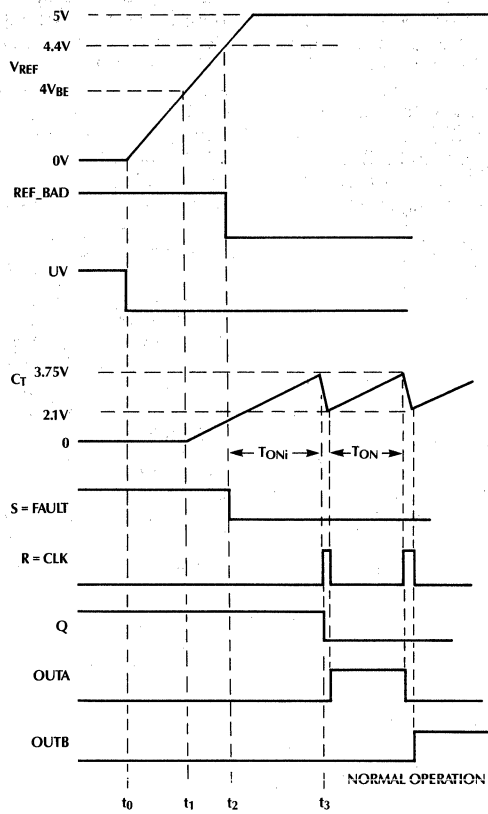 5V
4.4V
VREF
4VBE
0V
REF_BAD
UV
CT
3.75V
2.1V
0
TONi
TON
S = FAULT
R = CLK
Q
OUTA
OUTB
NORMAL OPERATION
t0 t1 t2 t3